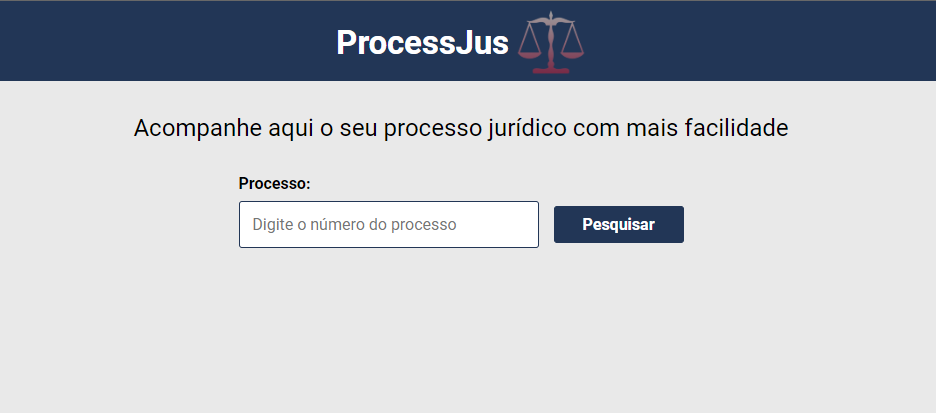 ProcessJus
Acompanhe aqui o seu processo jurídico com mais facilidade
Processo:
Digite o número do processo
Pesquisar